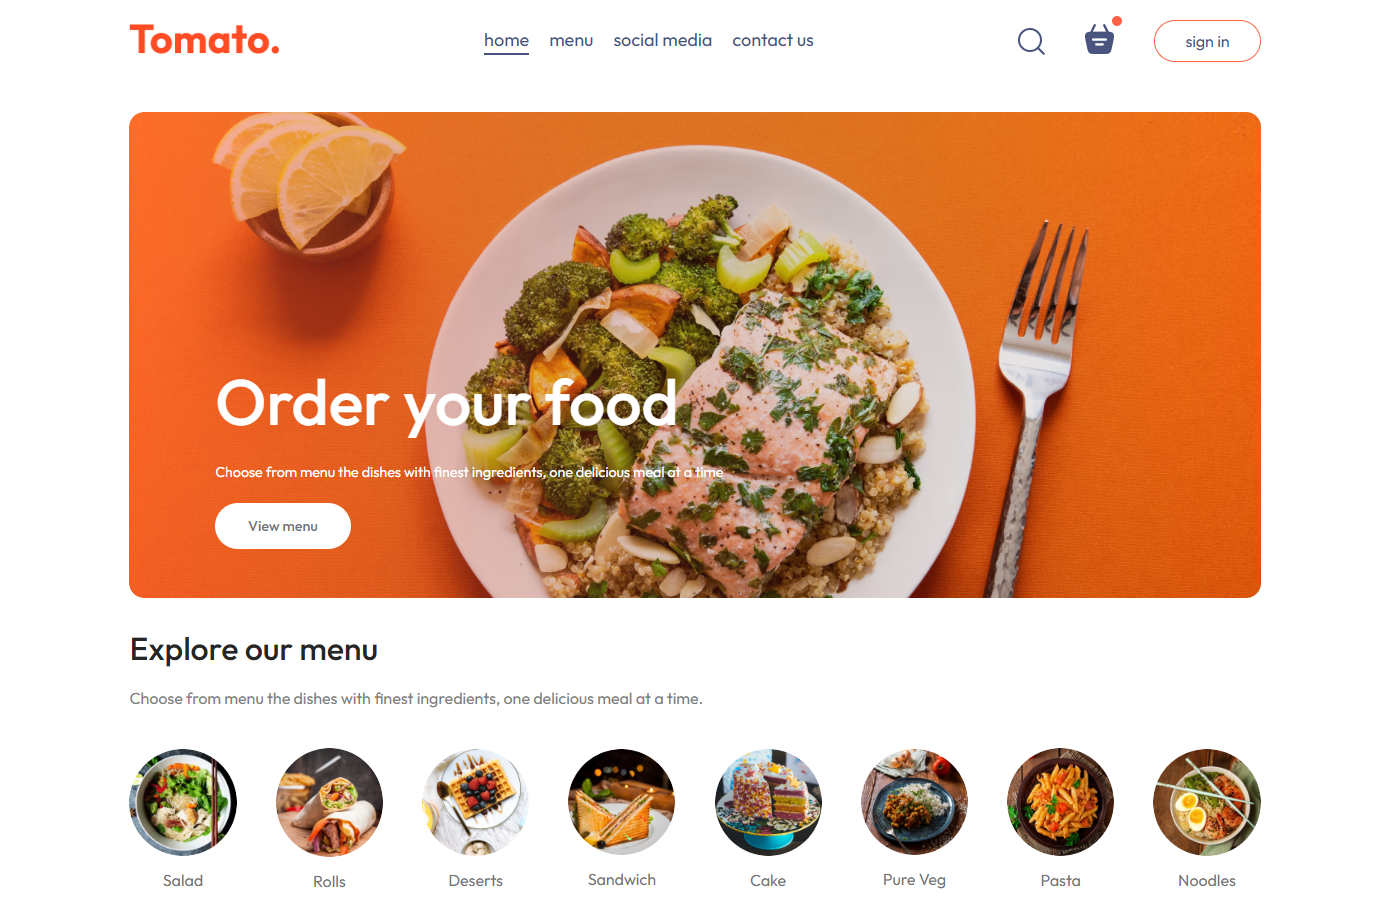 Tomato.
home menu social media contact us
sign in
Order your food
Choose from menu the dishes with finest ingredients, one delicious meal at a time
View menu
Explore our menu
Choose from menu the dishes with finest ingredients, one delicious meal at a time.
Salad Rolls Deserts Sandwich Cake Pure Veg Pasta Noodles